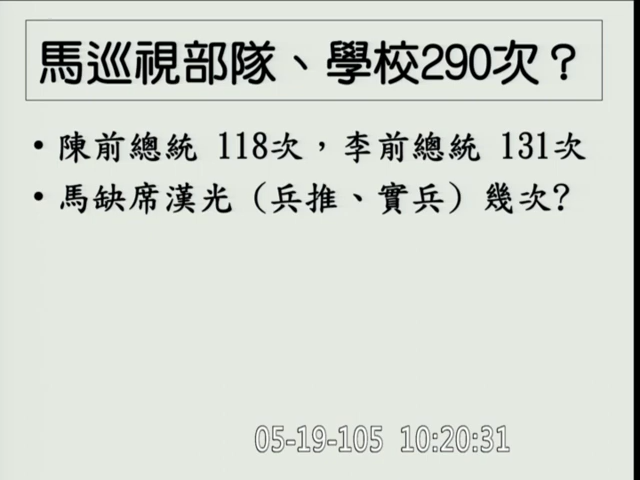 馬巡視部隊、學校290次？
• 陳前總統 118次，李前總統 131次
• 馬缺席漢光（兵推、實兵）幾次?
05-19-105 10:20:31